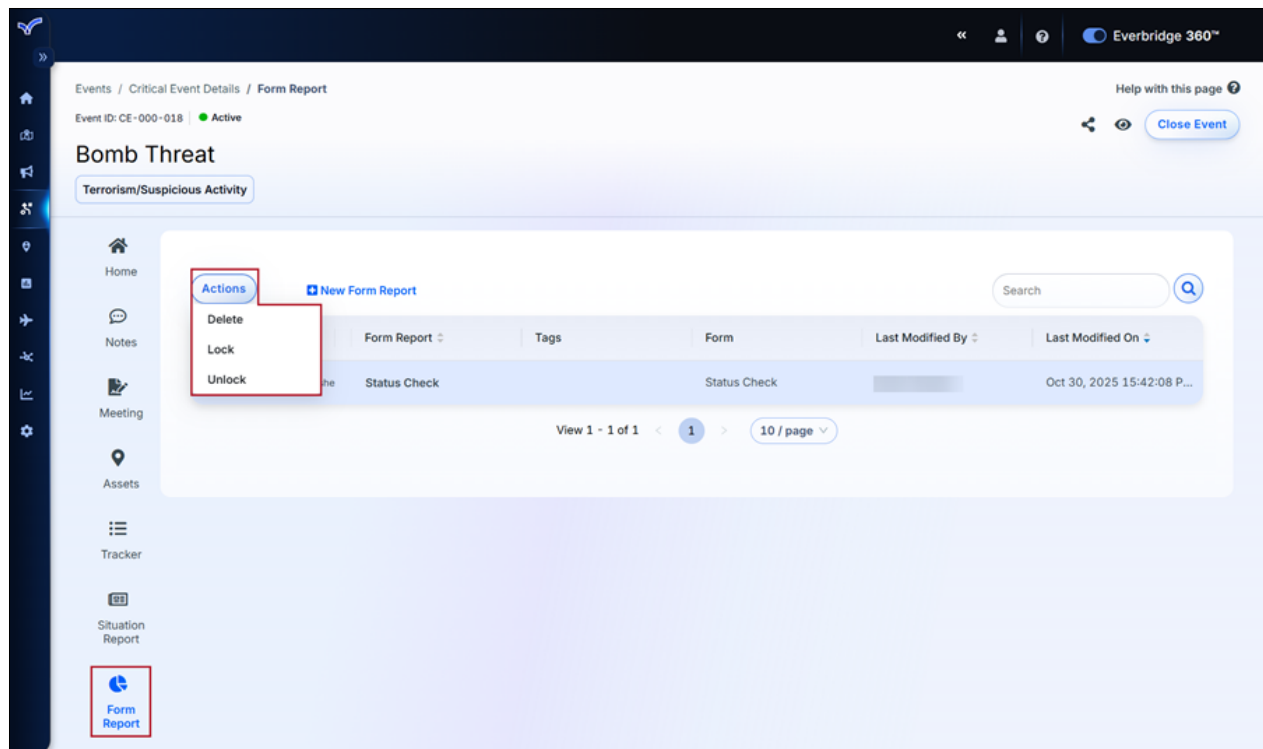 Everbridge 360™
Events / Critical Event Details / Form Report
Help with this page
Event ID: CE-000-018 Active
Close Event
Bomb Threat
Terrorism/Suspicious Activity
Home
Notes
Meeting
Assets
Tracker
Situation
Report
Form
Report
Actions
New Form Report
Search
Delete
Lock
Unlock
Form Report Tags Form Last Modified By Last Modified On
Status Check Status Check Oct 30, 2025 15:42:08 P...
View 1 - 1 of 1 < 1 > 10 / page